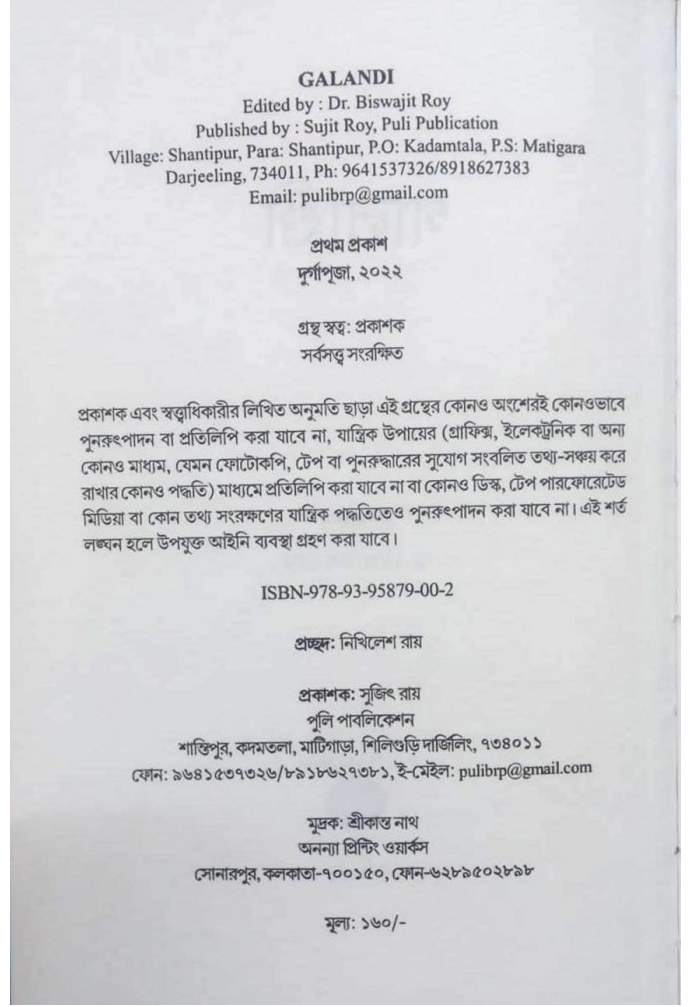 GALANDI
Edited by : Dr. Biswajit Roy
Published by : Sujit Roy, Puli Publication
Village: Shantipur, Para: Shantipur, P.O: Kadamtala, P.S: Matigara
Darjeeling, 734011, Ph: 9641537326/8918627383
Email: pulibrp@gmail.com
প্রথম প্রকাশ
দুর্গাপূজা, ২০২২
গ্রন্থ স্বত্ব: প্রকাশক
সর্বসত্ত্ব সংরক্ষিত
প্রকাশক এবং স্বত্ত্বাধিকারীর লিখিত অনুমতি ছাড়া এই গ্রন্থের কোনও অংশেরই কোনওভাবে
পুনরুৎপাদন বা প্রতিলিপি করা যাবে না, যান্ত্রিক উপায়ের (গ্রাফিক্স, ইলেকট্রনিক বা অন্য
কোনও মাধ্যম, যেমন ফোটোকপি, টেপ বা পুনরুদ্ধারের সুযোগ সংবলিত তথ্য-সঞ্চয় করে
রাখার কোনও পদ্ধতি) মাধ্যমে প্রতিলিপি করা যাবে না বা কোনও ডিস্ক, টেপ পারফোরেটেড
মিডিয়া বা কোন তথ্য সংরক্ষণের যান্ত্রিক পদ্ধতিতেও পুনরুৎপাদন করা যাবে না। এই শর্ত
লঙ্ঘন হলে উপযুক্ত আইনি ব্যবস্থা গ্রহণ করা যাবে।
ISBN-978-93-95879-00-2
প্রচ্ছদ: নিখিলেশ রায়
প্রকাশক: সুজিৎ রায়
পুলি পাবলিকেশন
শান্তিপুর, কদমতলা, মাটিগাড়া, শিলিগুড়ি দার্জিলিং, ৭৩৪০১১
ফোন: ৯৬৪১৫৩৭৩২৬/৮৯১৮৬২৭৩৮১, ই-মেইল: pulibrp@gmail.com
মুদ্রক: শ্রীকান্ত নাথ
অনন্যা প্রিন্টিং ওয়ার্কস
সোনারপুর, কলকাতা-৭০০১৫০, ফোন-৬২৮৯৫০২৮৯৮
মূল্য: ১৬০/-